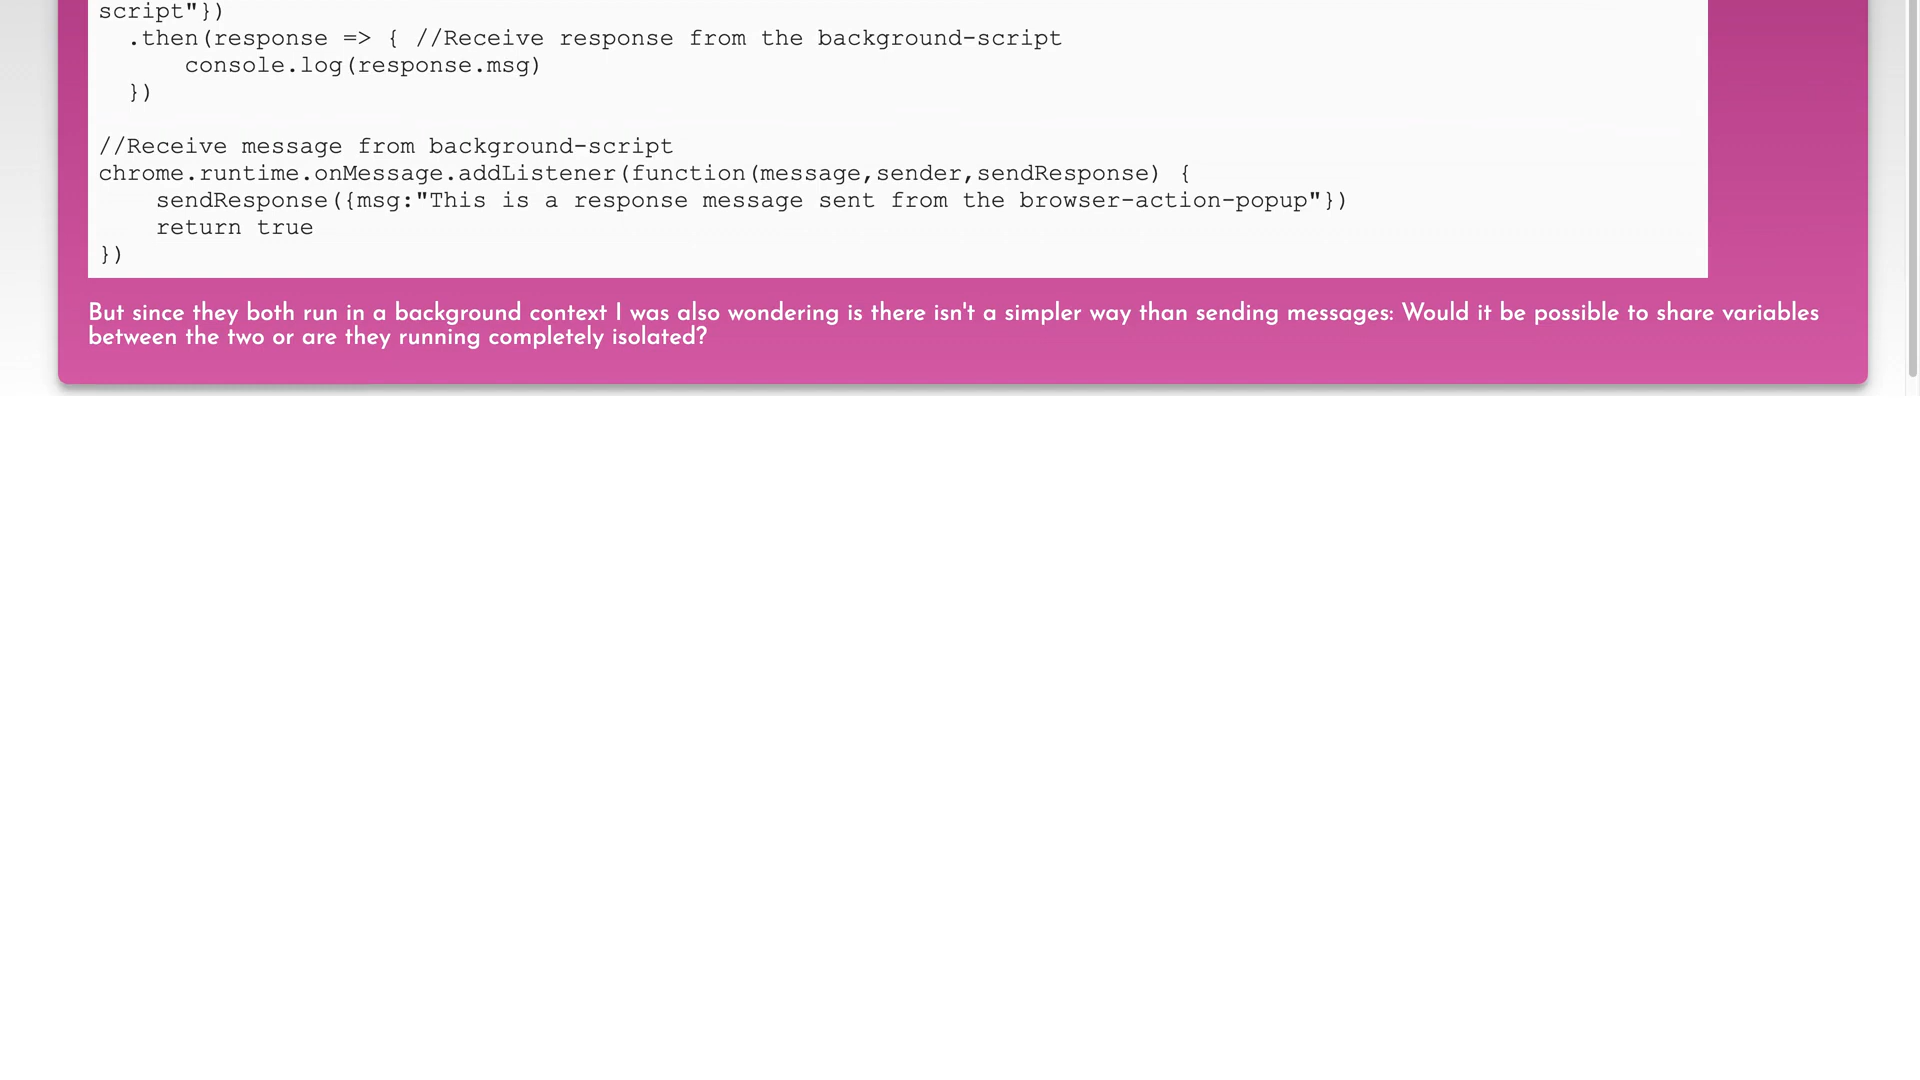 script"})
  .then(response => { //Receive response from the background-script
      console.log(response.msg)
  })

//Receive message from background-script
chrome.runtime.onMessage.addListener(function(message,sender,sendResponse) {
    sendResponse({msg:"This is a response message sent from the browser-action-popup"})
    return true
})
But since they both run in a background context I was also wondering is there isn't a simpler way than sending messages: Would it be possible to share variables
between the two or are they running completely isolated?